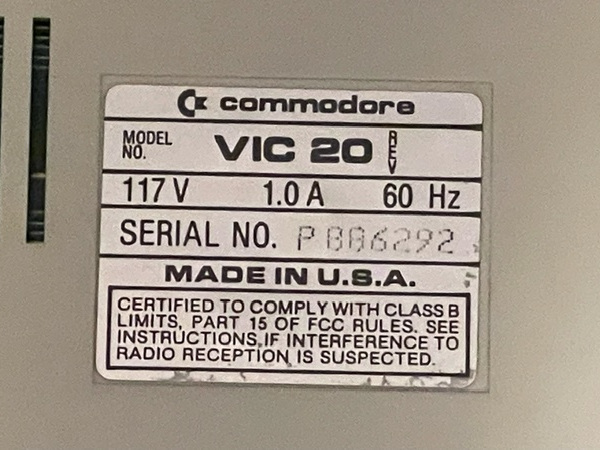 commodore
MODEL NO. VIC 20 REV
117 V 1.0 A 60 Hz
SERIAL NO. P886292
MADE IN U.S.A.
CERTIFIED TO COMPLY WITH CLASS B
LIMITS, PART 15 OF FCC RULES. SEE
INSTRUCTIONS,IF INTERFERENCE TO
RADIO RECEPTION IS SUSPECTED.